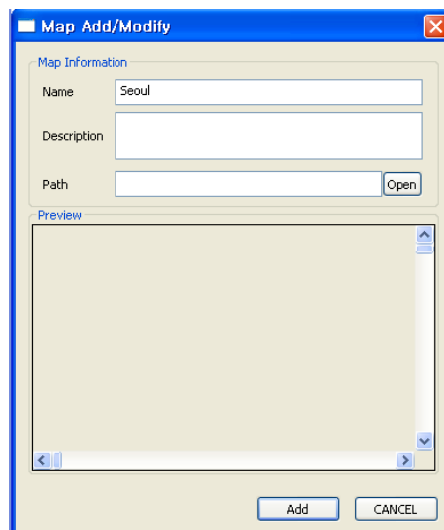 Map Add/Modify
Map Information
Name
Seoul
Description
Path
Open
Preview
Add
CANCEL